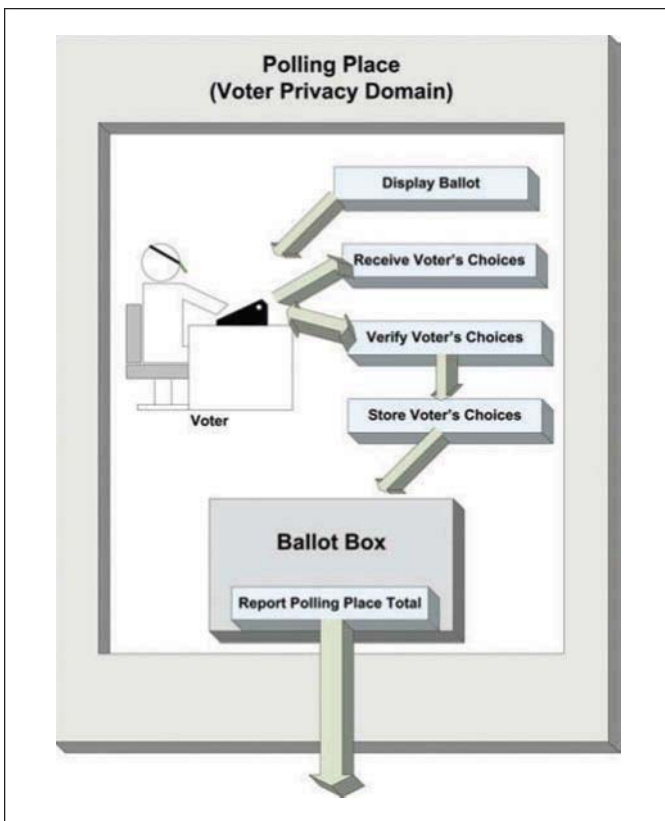 Polling Place
(Voter Privacy Domain)
Display Ballot
Receive Voter's Choices
Verify Voter's Choices
Store Voter's Choices
Voter
Ballot Box
Report Polling Place Total